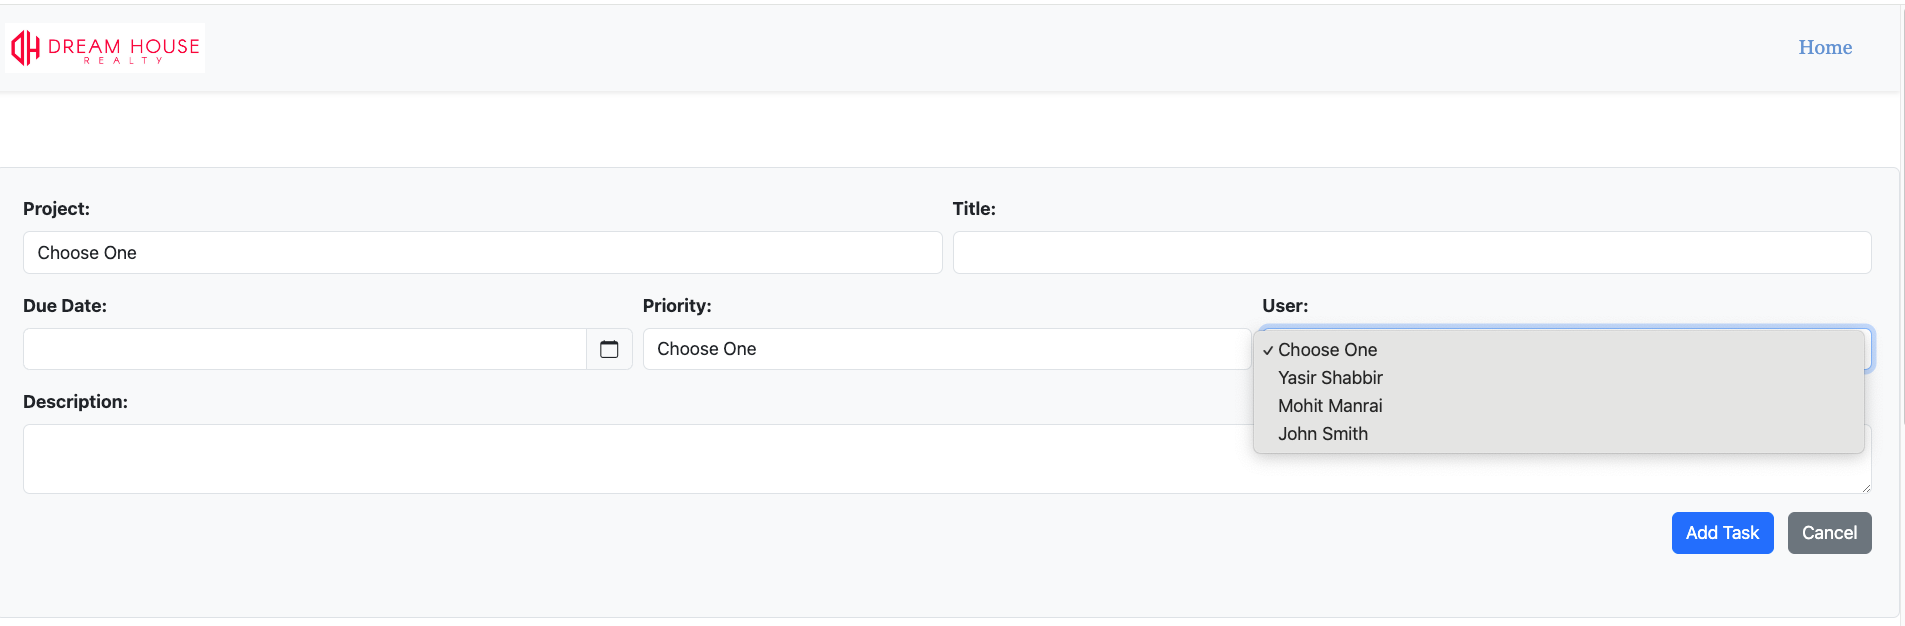 DREAM HOUSE
REALTY
Home
Project:
Title:
Choose One
Due Date:
Priority:
User:
Choose One
✓ Choose One
Yasir Shabbir
Mohit Manrai
John Smith
Description:
Add Task
Cancel